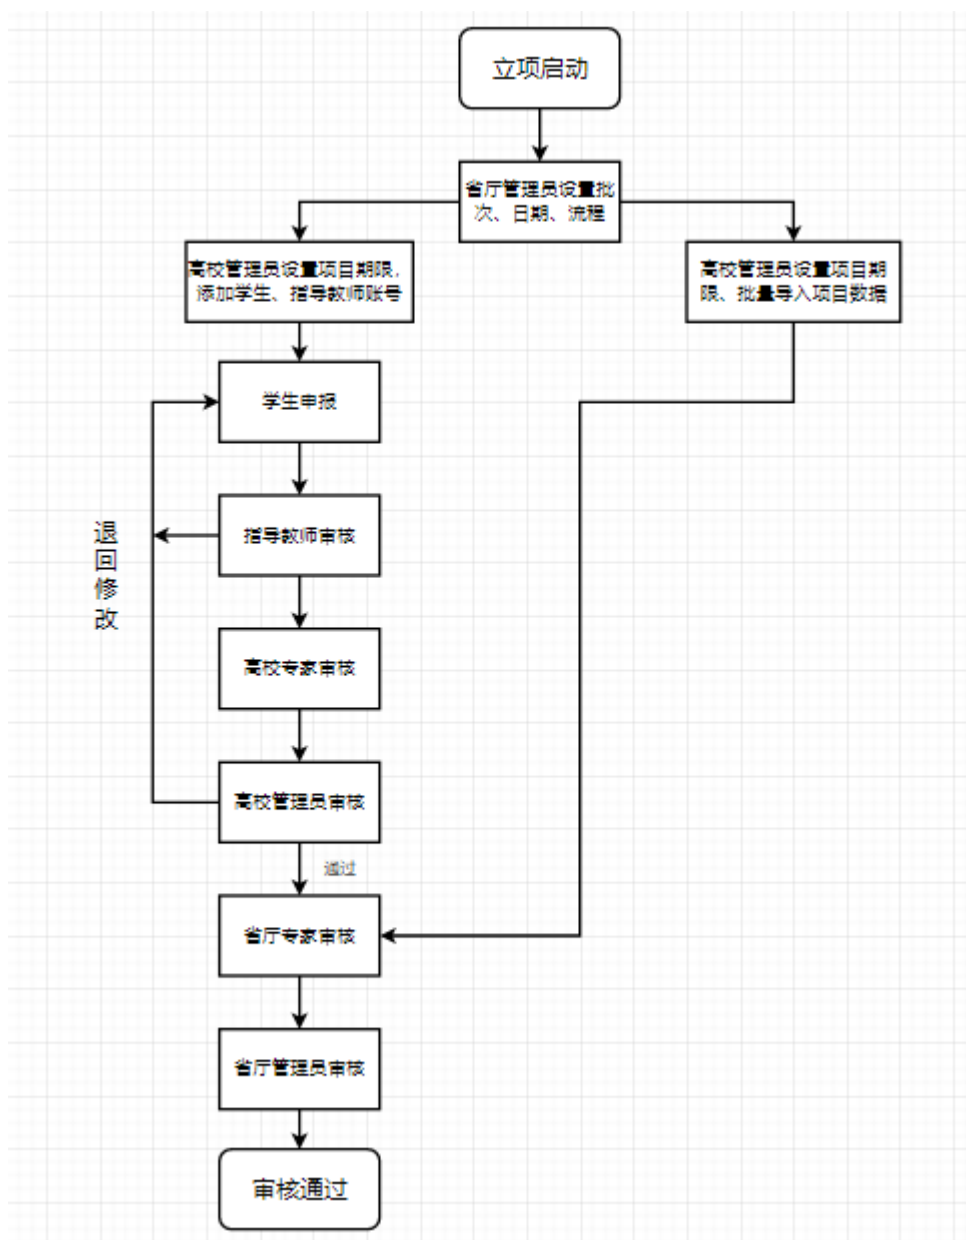 立项启动
省厅管理员设置批
次、日期、流程
高校管理员设置项目期限，
添加学生、指导教师账号
高校管理员设置项目期
限、批量导入项目数据
学生申报
指导教师审核
退
回
修
改
高校专家审核
高校管理员审核
通过
省厅专家审核
省厅管理员审核
审核通过